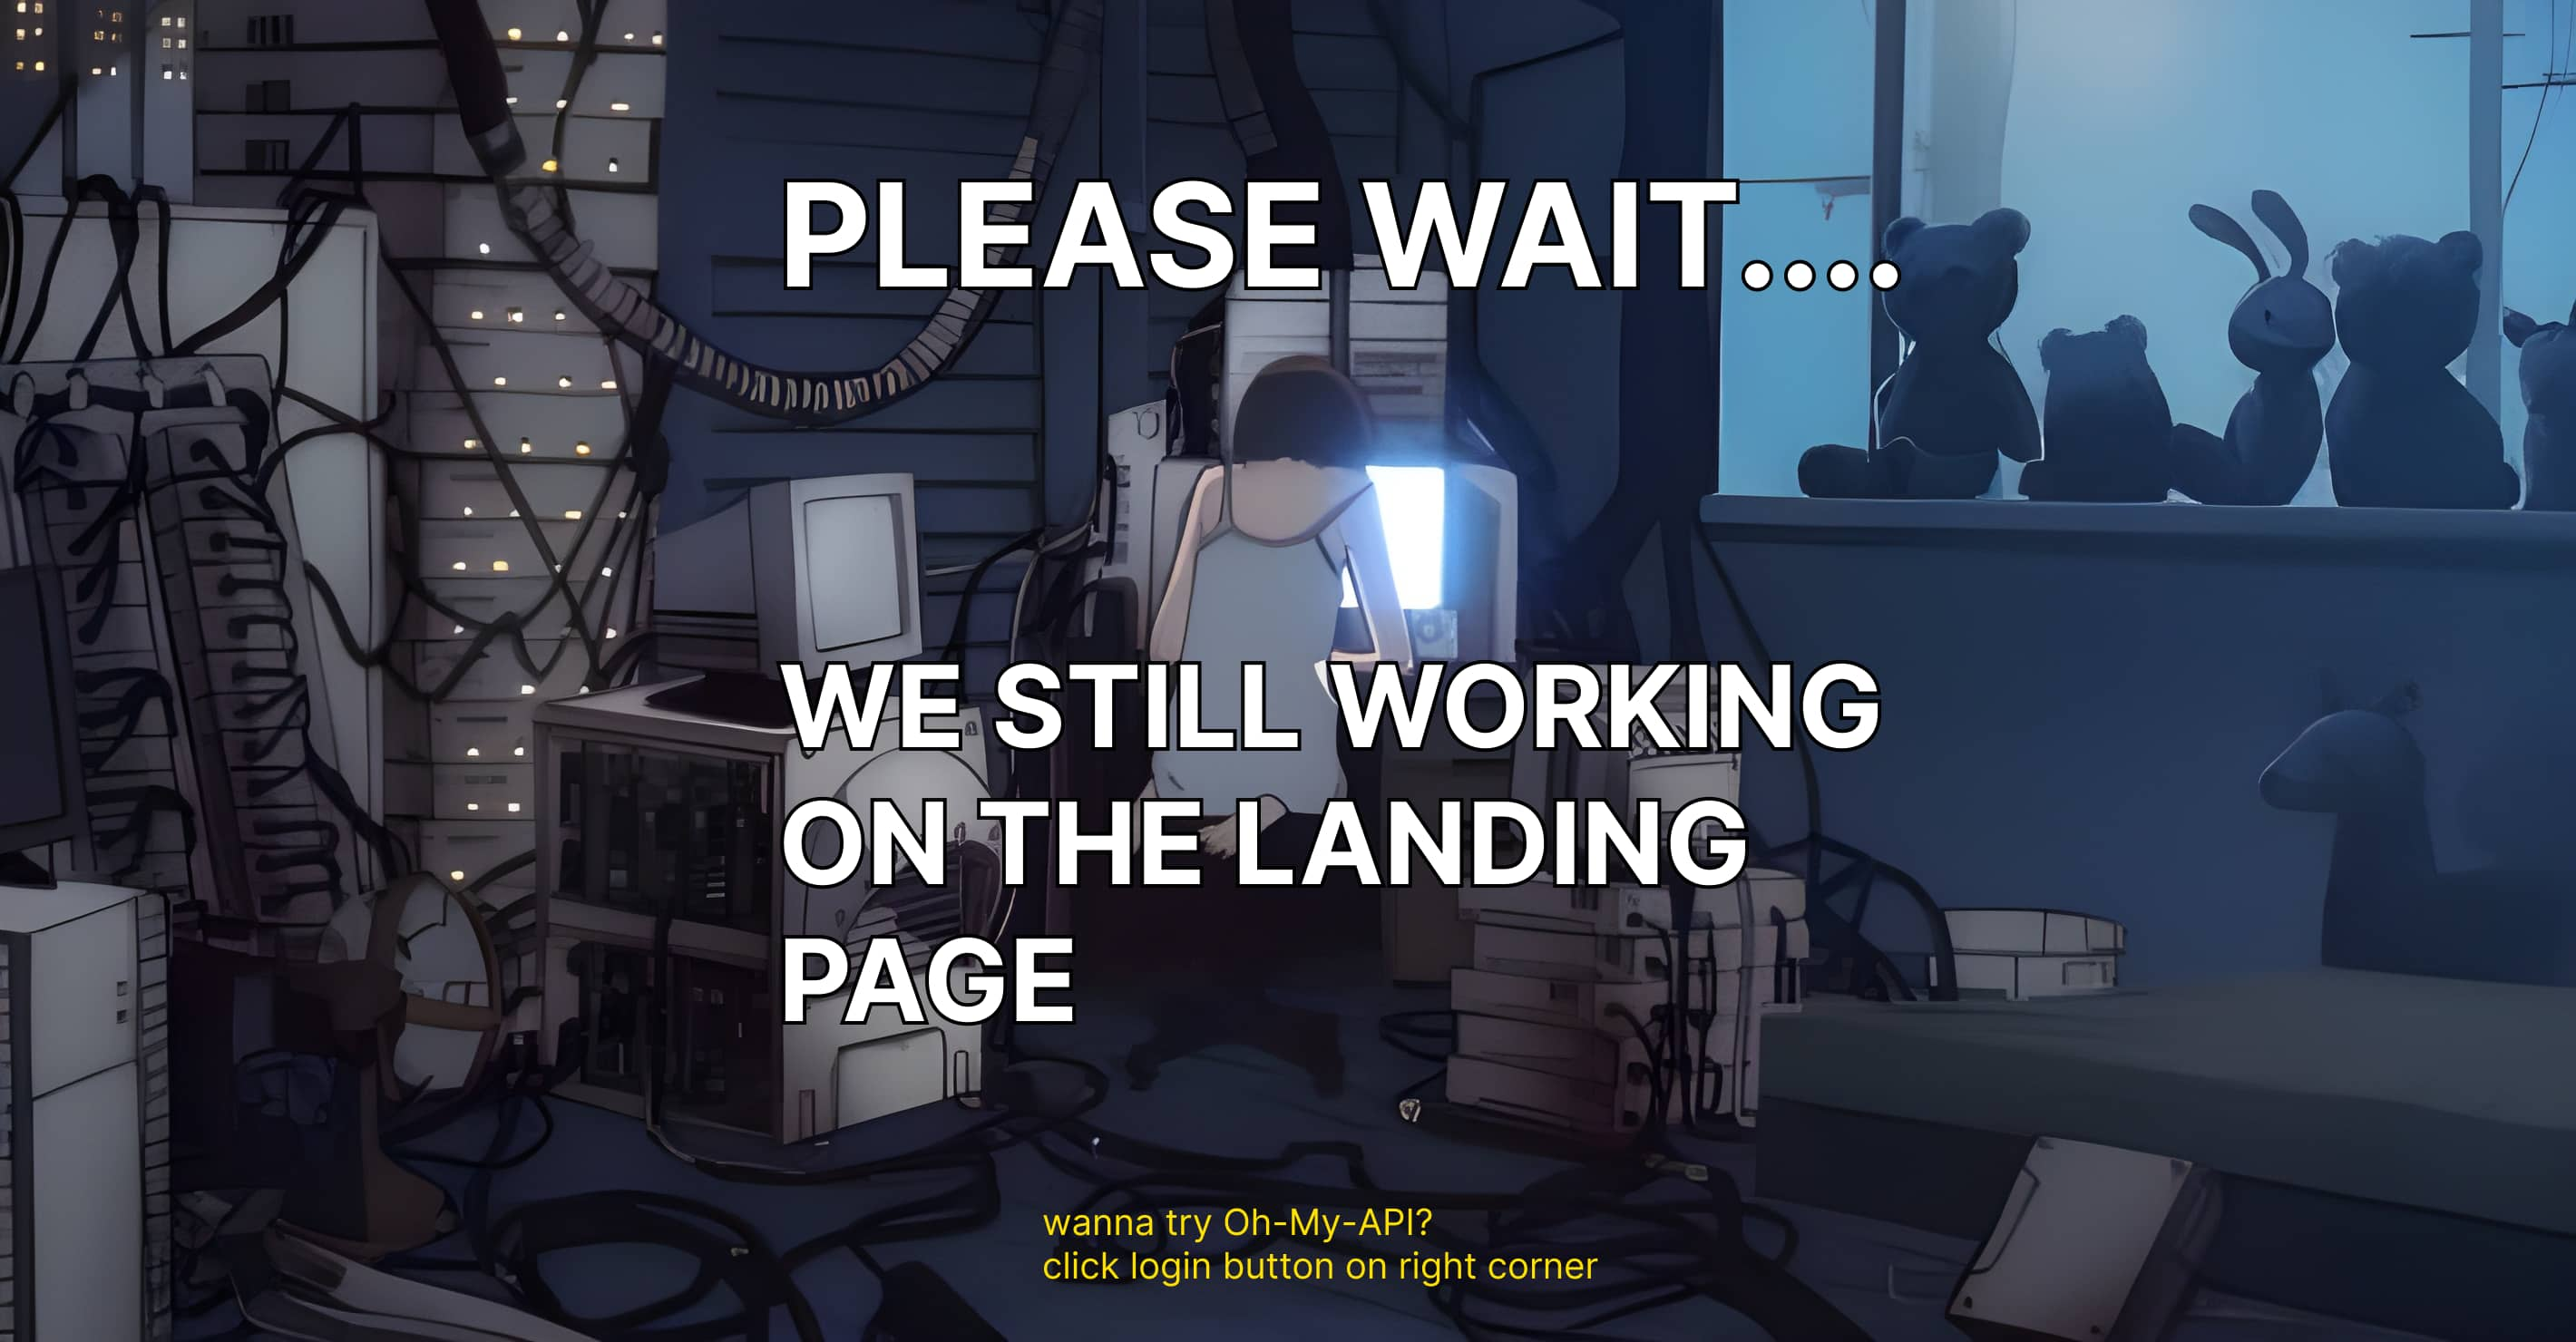 PLEASE WAIT....
WE STILL WORKING
ON THE LANDING
PAGE
wanna try Oh-My-API?
click login button on right corner